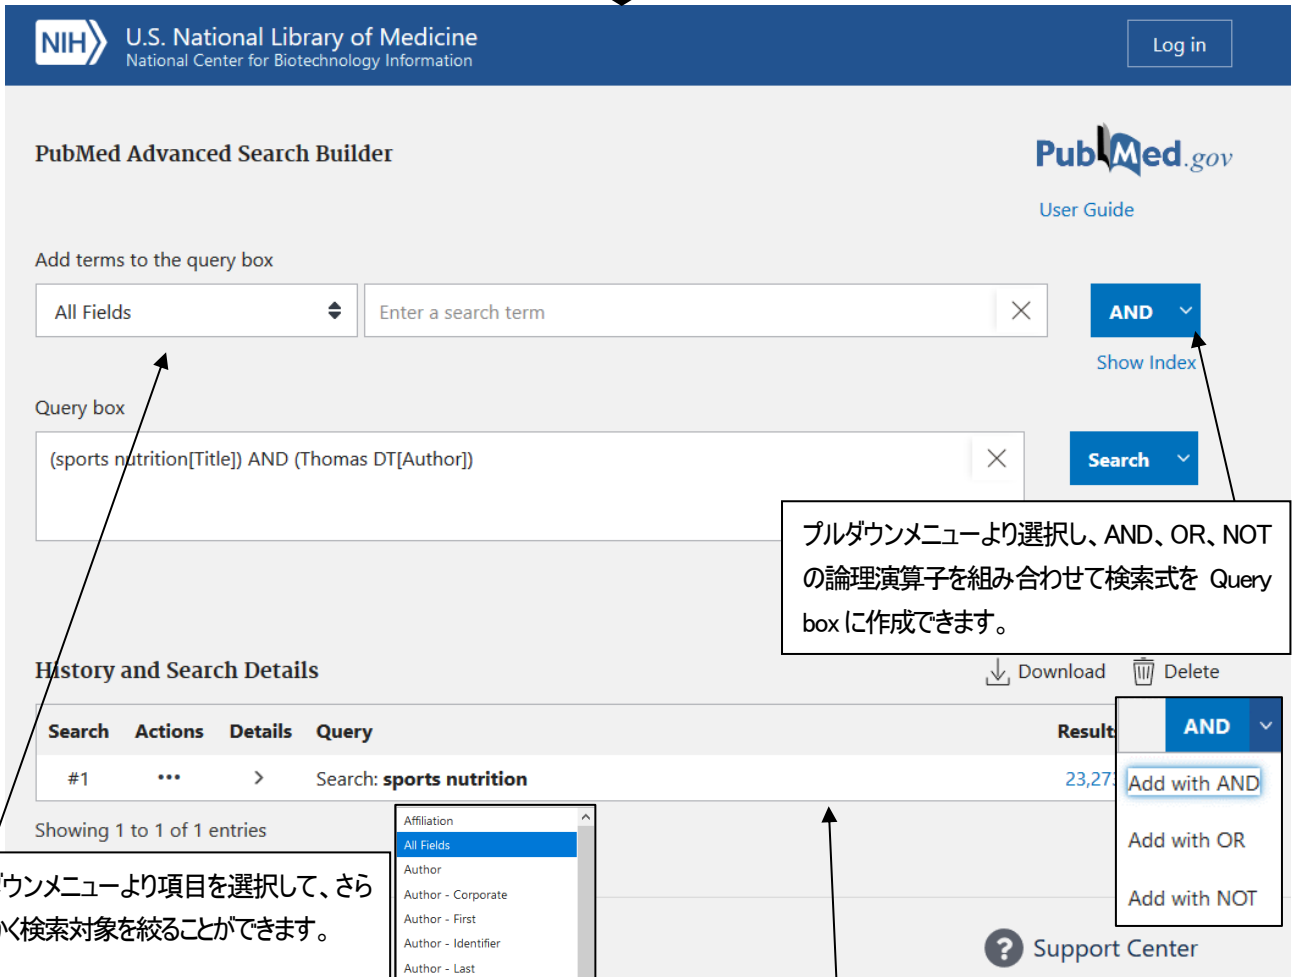 NIH
U.S. National Library of Medicine
National Center for Biotechnology Information
Log in
PubMed Advanced Search Builder
PubMed.gov
User Guide
Add terms to the query box
All Fields
Enter a search term
AND
Show Index
Query box
(sports nutrition[Title]) AND (Thomas DT[Author])
Search
プルダウンメニューより選択し、AND、OR、NOT
の論理演算子を組み合わせて検索式を Query
box に作成できます。
History and Search Details
Download
Delete
Search Actions Details Query Result
#1 ••• > Search: sports nutrition 23,27
AND
Add with AND
Add with OR
Add with NOT
Showing 1 to 1 of 1 entries
ウンメニューより項目を選択して、さら
く検索対象を絞ることができます。
Affiliation
All Fields
Author
Author - Corporate
Author - First
Author - Identifier
Author - Last
? Support Center